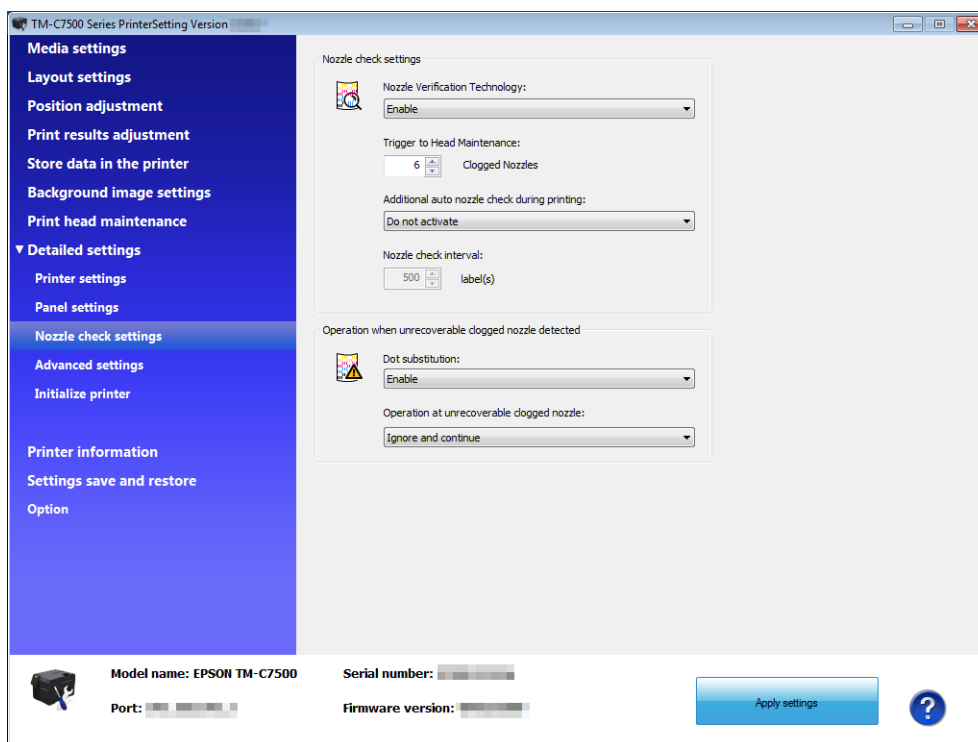 TM-C7500 Series PrinterSetting Version
Media settings
Layout settings
Position adjustment
Print results adjustment
Store data in the printer
Background image settings
Print head maintenance
▼ Detailed settings
Printer settings
Panel settings
Nozzle check settings
Advanced settings
Initialize printer
Printer information
Settings save and restore
Option
Nozzle check settings
Nozzle Verification Technology:
Enable
Trigger to Head Maintenance:
6 Clogged Nozzles
Additional auto nozzle check during printing:
Do not activate
Nozzle check interval:
500 label(s)
Operation when unrecoverable clogged nozzle detected
Dot substitution:
Enable
Operation at unrecoverable clogged nozzle:
Ignore and continue
Model name: EPSON TM-C7500
Serial number:
Port:
Firmware version:
Apply settings
?